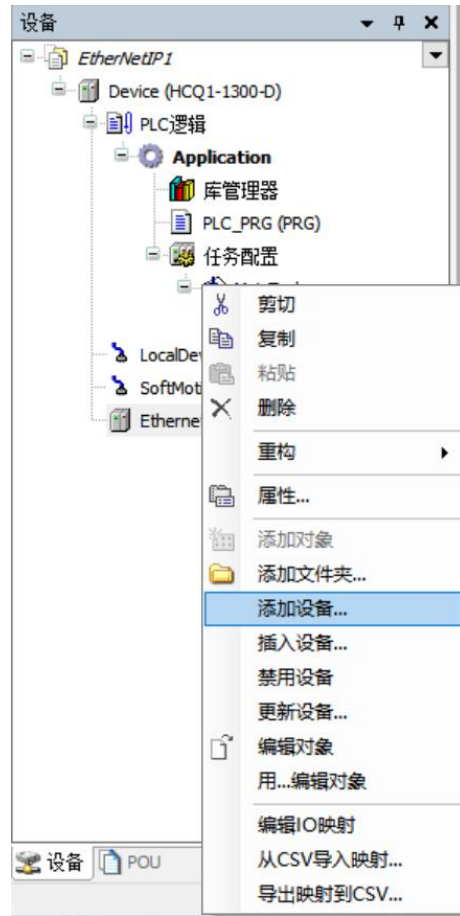 设备
EtherNetIP1
Device (HCQ1-1300-D)
PLC逻辑
Application
库管理器
PLC_PRG (PRG)
任务配置
LocalDe
SoftMoti
Etherne
剪切
复制
粘贴
删除
重构
属性...
添加对象
添加文件夹...
添加设备...
插入设备...
禁用设备
更新设备...
编辑对象
用...编辑对象
编辑IO映射
从CSV导入映射...
导出映射到CSV...
设备 POU